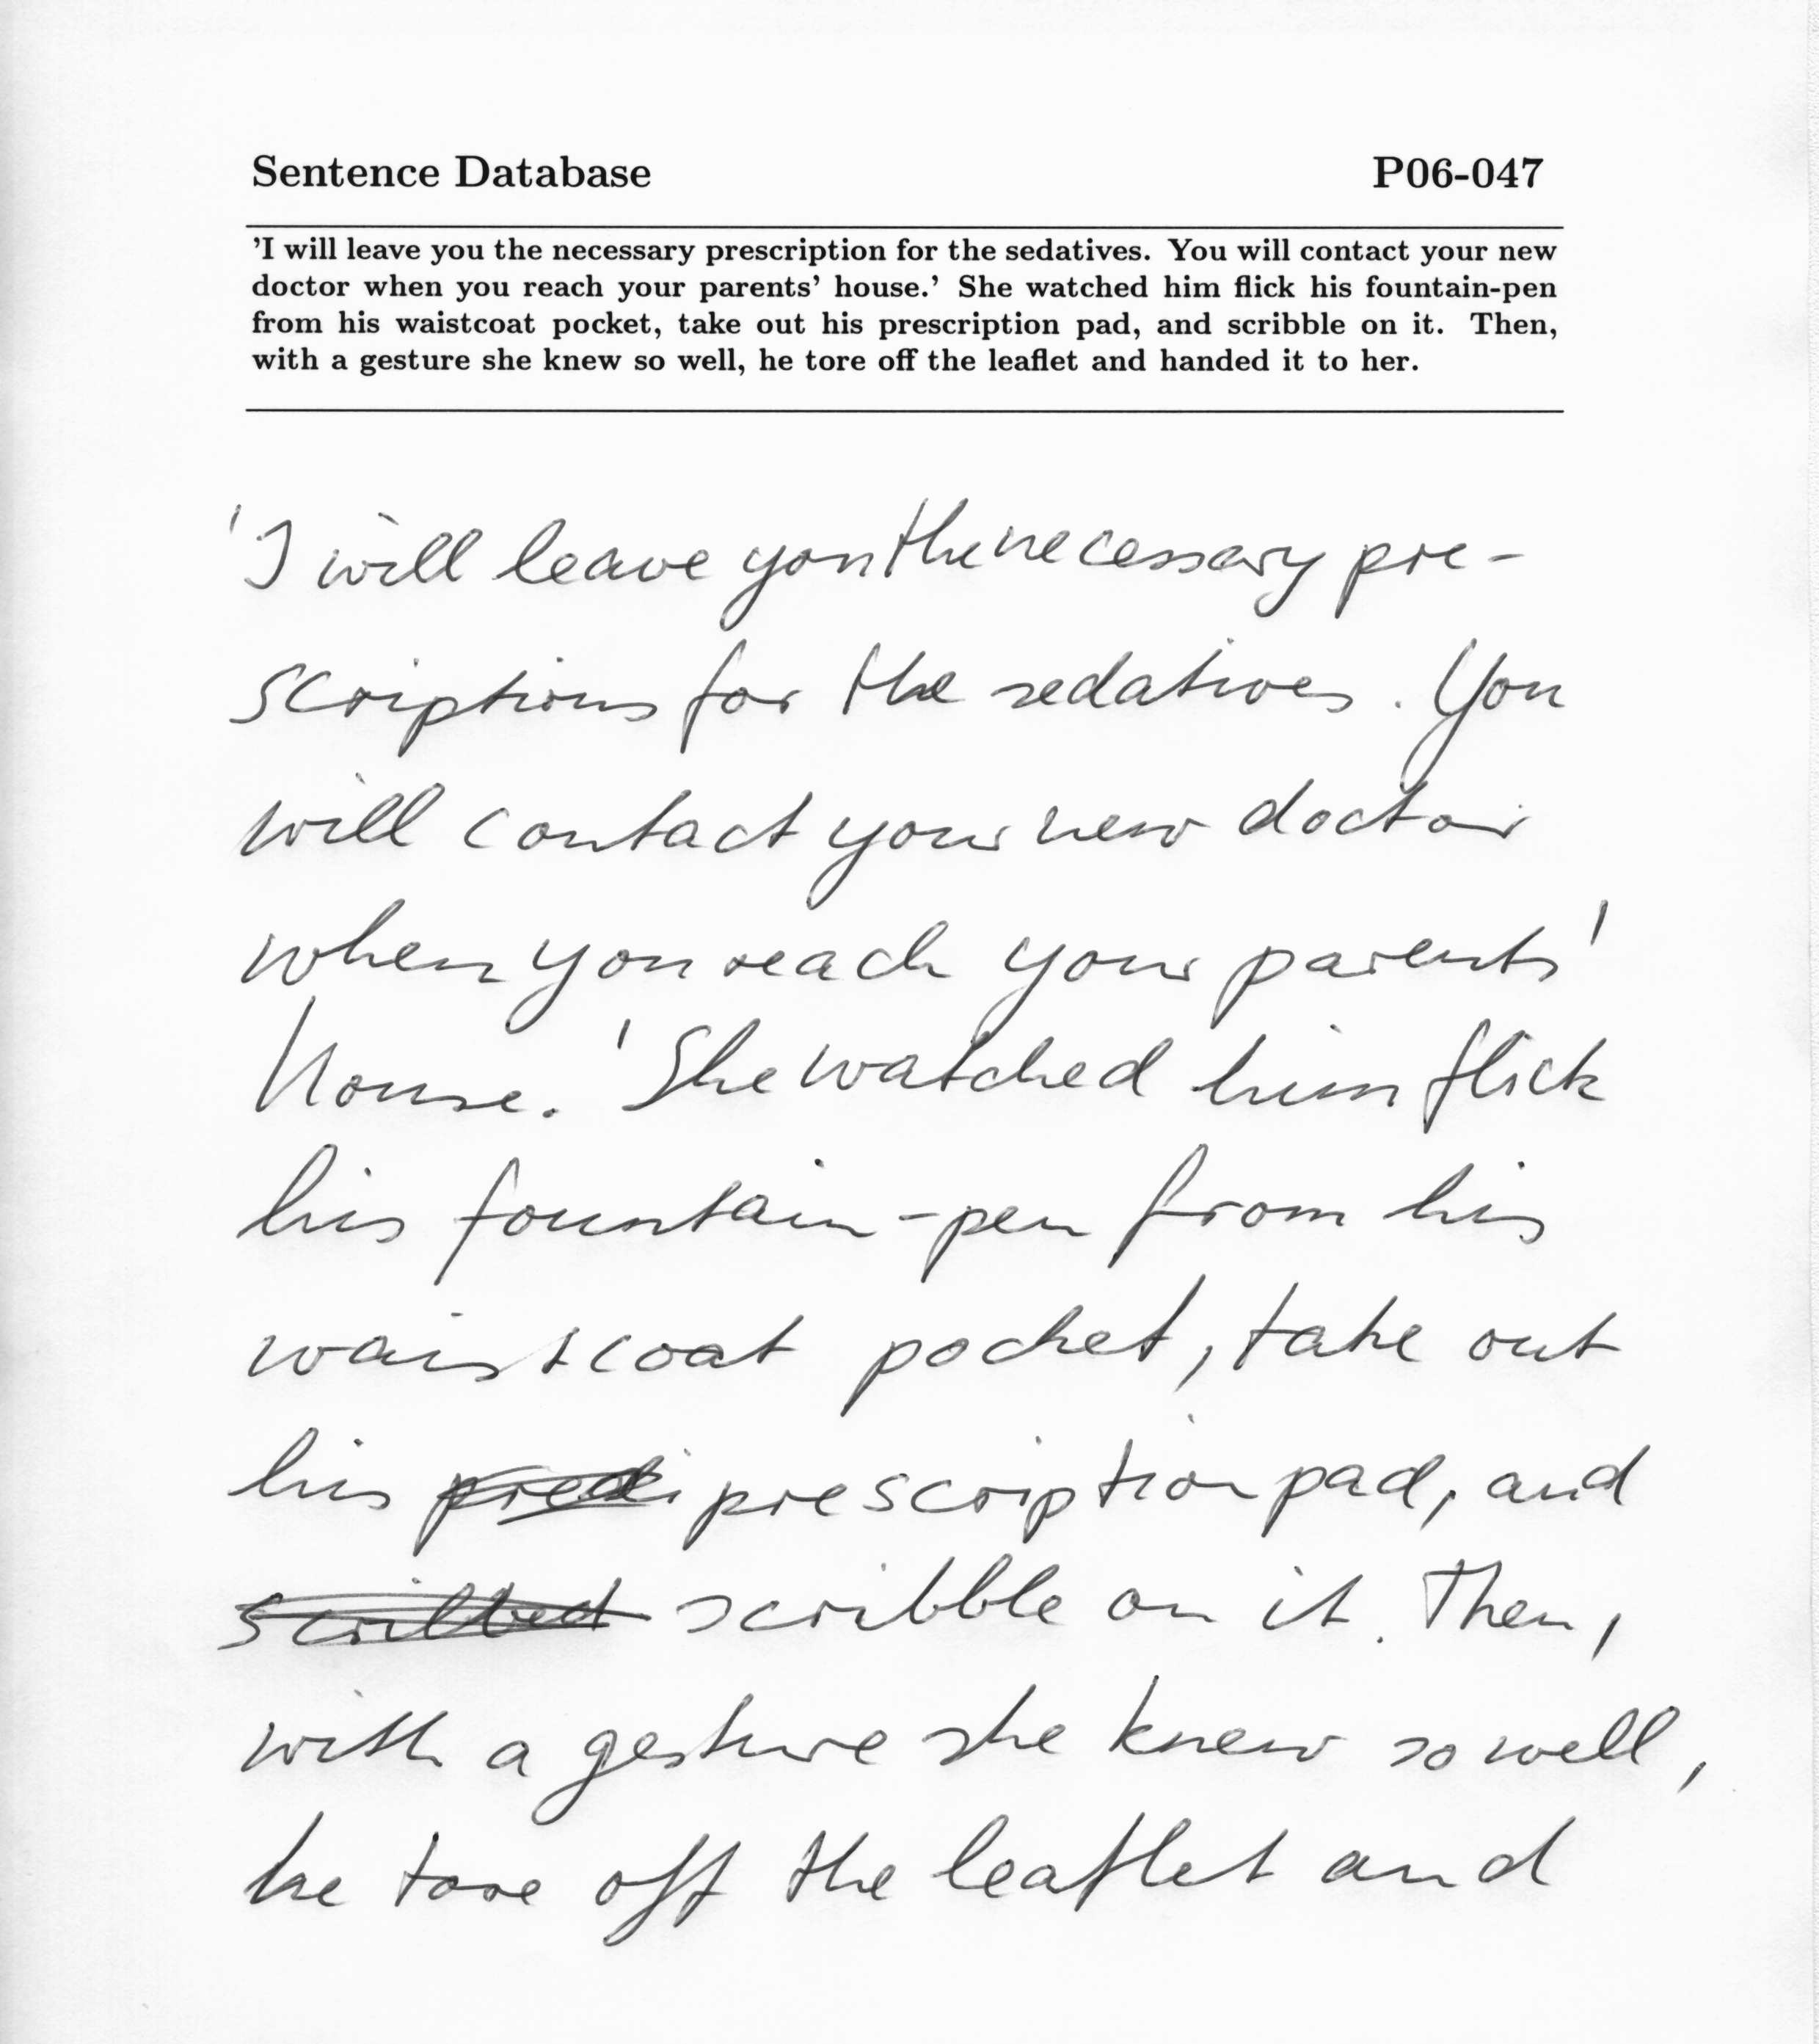 Sentence Database P06-047
'I will leave you the necessary prescription for the sedatives. You will contact your new
doctor when you reach your parents' house.' She watched him flick his fountain-pen
from his waistcoat pocket, take out his prescription pad, and scribble on it. Then,
with a gesture she knew so well, he tore off the leaflet and handed it to her.
'I will leave you the necessary pre-
scriptions for the sedatives. You
will contact your new doctor
when you reach your parents'
house.' She watched him flick
his fountain-pen from his
waistcoat pocket, take out
his prescription pad, and
scribble on it. Then,
with a gesture she knew so well,
he tore off the leaflet and